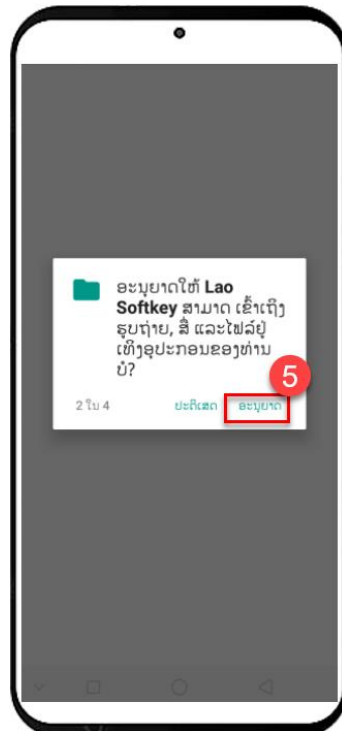 ອະນຸຍາດໃຫ້ Lao
Softkey ສາມາດ ເຂົ້າເຖິງ
ຮູບຖ່າຍ, ສື່ ແລະໄຟລ໌ຢູ່
ເທິງອຸປະກອນຂອງທ່ານ
ບໍ?
5
2 ໃນ 4 ປະຕິເສດ ອະນຸຍາດ